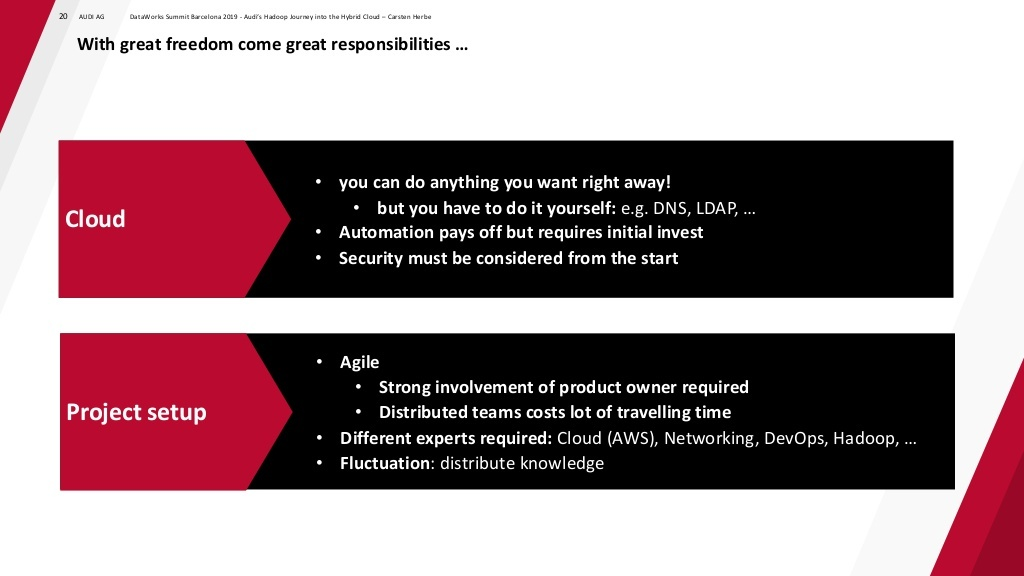 20 AUDI AG DataWorks Summit Barcelona 2019 - Audi's Hadoop Journey into the Hybrid Cloud – Carsten Herbe
With great freedom come great responsibilities …
Cloud
• you can do anything you want right away!
• but you have to do it yourself: e.g. DNS, LDAP, …
• Automation pays off but requires initial invest
• Security must be considered from the start
Project setup
• Agile
• Strong involvement of product owner required
• Distributed teams costs lot of travelling time
• Different experts required: Cloud (AWS), Networking, DevOps, Hadoop, …
• Fluctuation: distribute knowledge